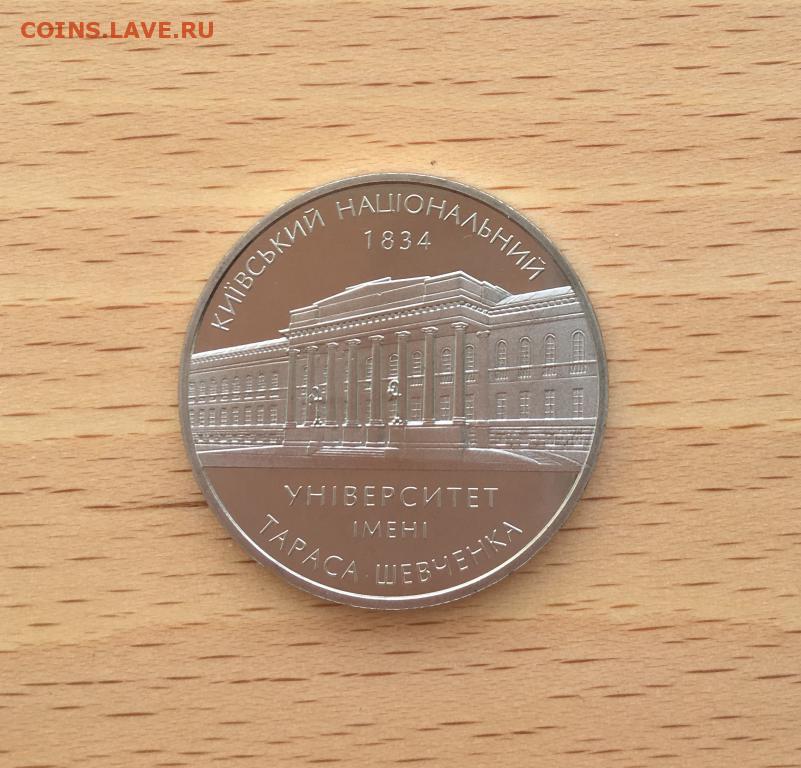 COINS.LAVE.RU
КИЇВСЬКИЙ НАЦІОНАЛЬНИЙ
1834
УНІВЕРСИТЕТ
ІМЕНІ
ТАРАСА ШЕВЧЕНКА